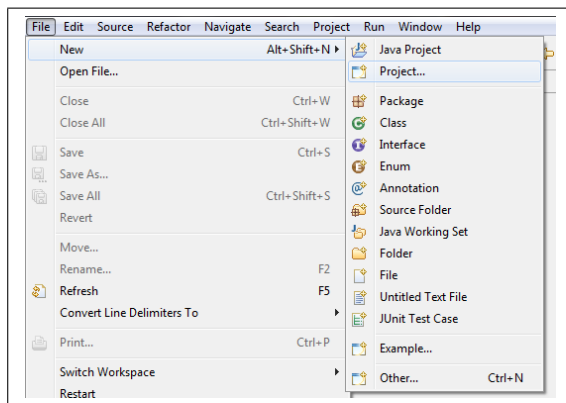 File Edit Source Refactor Navigate Search Project Run Window Help
New Alt+Shift+N
Open File...
Close Ctrl+W
Close All Ctrl+Shift+W
Save Ctrl+S
Save As...
Save All Ctrl+Shift+S
Revert
Move...
Rename... F2
Refresh F5
Convert Line Delimiters To
Print... Ctrl+P
Switch Workspace
Restart
Java Project
Project...
Package
Class
Interface
Enum
Annotation
Source Folder
Java Working Set
Folder
File
Untitled Text File
JUnit Test Case
Example...
Other... Ctrl+N